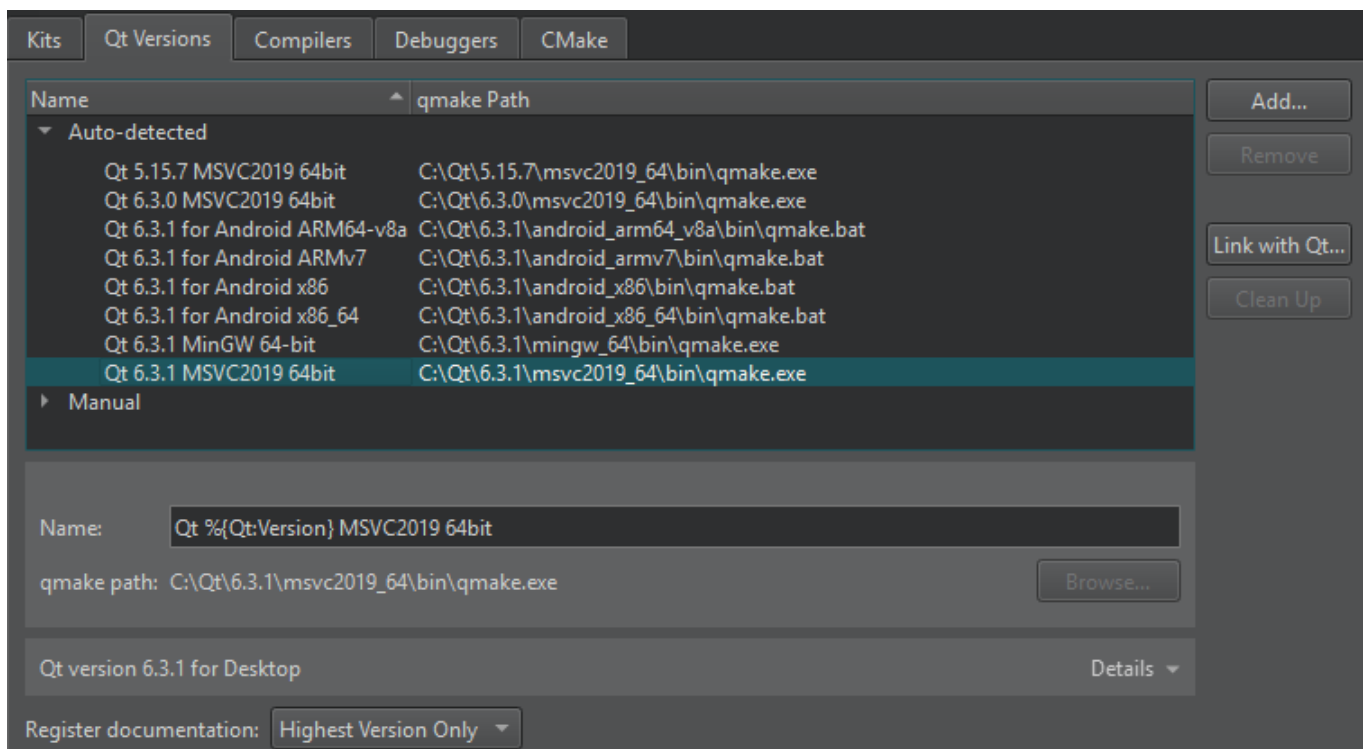 Kits Qt Versions Compilers Debuggers CMake
Name qmake Path
Add...
Auto-detected
Remove
Qt 5.15.7 MSVC2019 64bit C:\Qt\5.15.7\msvc2019_64\bin\qmake.exe
Qt 6.3.0 MSVC2019 64bit C:\Qt\6.3.0\msvc2019_64\bin\qmake.exe
Qt 6.3.1 for Android ARM64-v8a C:\Qt\6.3.1\android_arm64_v8a\bin\qmake.bat
Link with Qt...
Qt 6.3.1 for Android ARMv7 C:\Qt\6.3.1\android_armv7\bin\qmake.bat
Qt 6.3.1 for Android x86 C:\Qt\6.3.1\android_x86\bin\qmake.bat
Clean Up
Qt 6.3.1 for Android x86_64 C:\Qt\6.3.1\android_x86_64\bin\qmake.bat
Qt 6.3.1 MinGW 64-bit C:\Qt\6.3.1\mingw_64\bin\qmake.exe
Qt 6.3.1 MSVC2019 64bit C:\Qt\6.3.1\msvc2019_64\bin\qmake.exe
Manual
Name: Qt %{Qt:Version} MSVC2019 64bit
qmake path: C:\Qt\6.3.1\msvc2019_64\bin\qmake.exe Browse...
Qt version 6.3.1 for Desktop Details
Register documentation: Highest Version Only